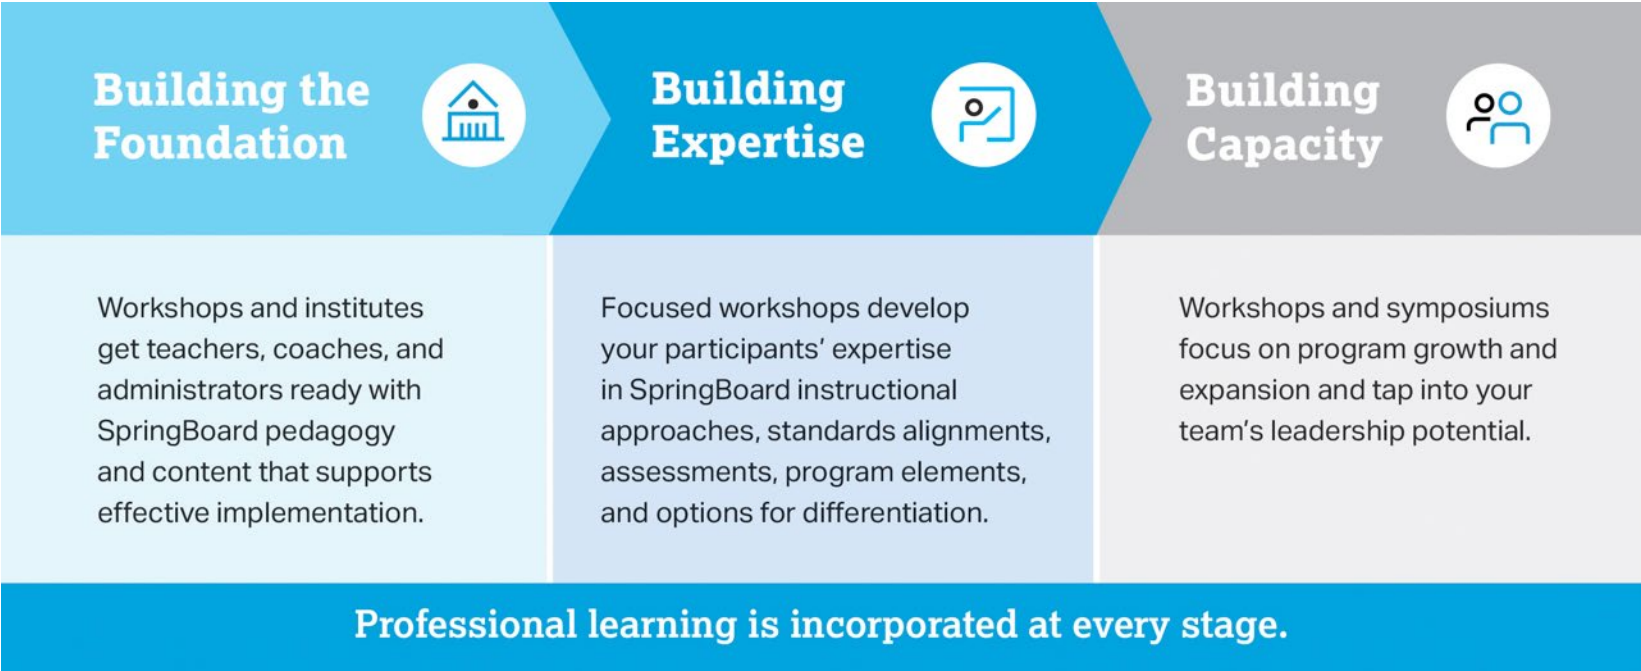 Building the
Foundation
Building
Expertise
Building
Capacity
Workshops and institutes
get teachers, coaches, and
administrators ready with
SpringBoard pedagogy
and content that supports
effective implementation.
Focused workshops develop
your participants’ expertise
in SpringBoard instructional
approaches, standards alignments,
assessments, program elements,
and options for differentiation.
Workshops and symposiums
focus on program growth and
expansion and tap into your
team’s leadership potential.
Professional learning is incorporated at every stage.